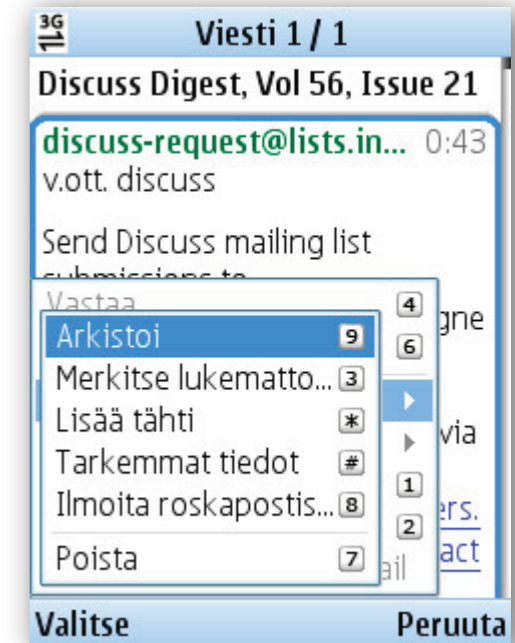 3G
Viesti 1 / 1
Discuss Digest, Vol 56, Issue 21
discuss-request@lists.in... 0:43
v.ott. discuss
Send Discuss mailing list
submissions to
Vastaa 4
gne
6
Arkistoi 9
Merkitse lukematto... 3
Lisää tähti *
via
Tarkemmat tiedot #
1
Ilmoita roskapostis... 8
ers.
2
Poista 7
ail
act
Valitse Peruuta